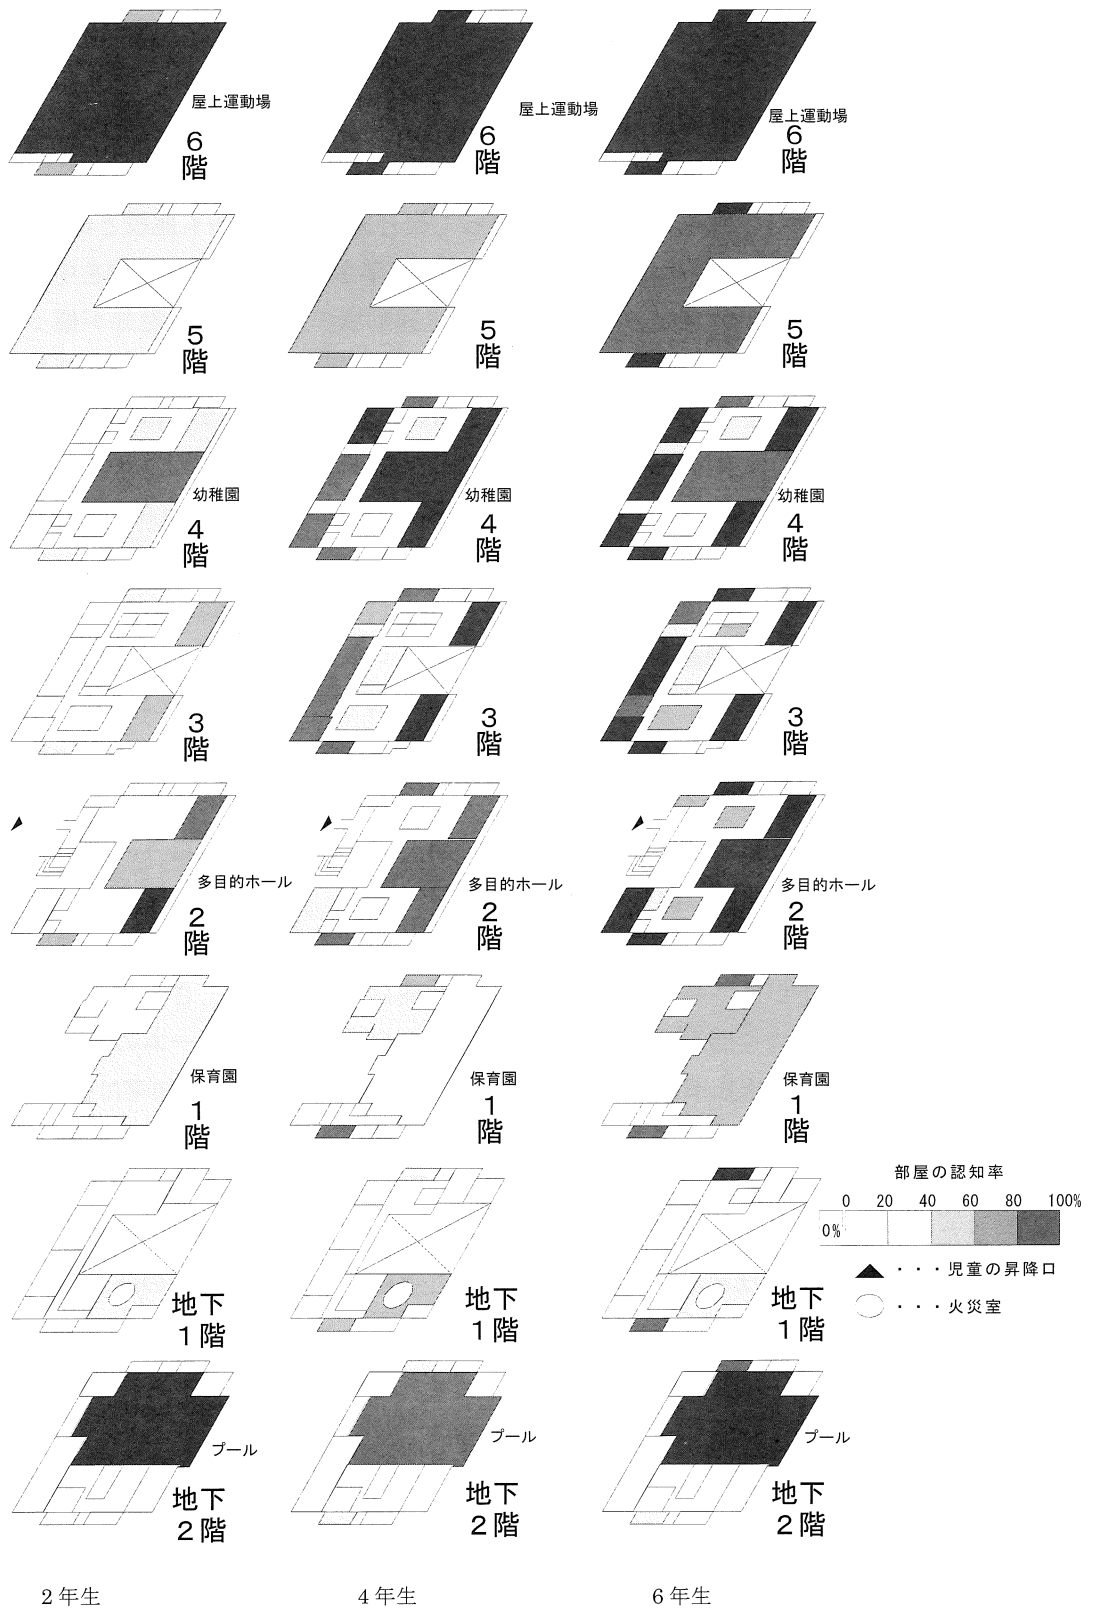 屋上運動場
6
階
屋上運動場
6
階
屋上運動場
6
階
5
階
5
階
5
階
幼稚園
4
階
幼稚園
4
階
幼稚園
4
階
3
階
3
階
3
階
多目的ホール
2
階
多目的ホール
2
階
多目的ホール
2
階
保育園
1
階
保育園
1
階
保育園
1
階
地下
1階
地下
1階
地下
1階
部屋の認知率
0 20 40 60 80 100%
0%
・・・児童の昇降口
・・・火災室
プール
地下
2階
プール
地下
2階
プール
地下
2階
2年生 4年生 6年生